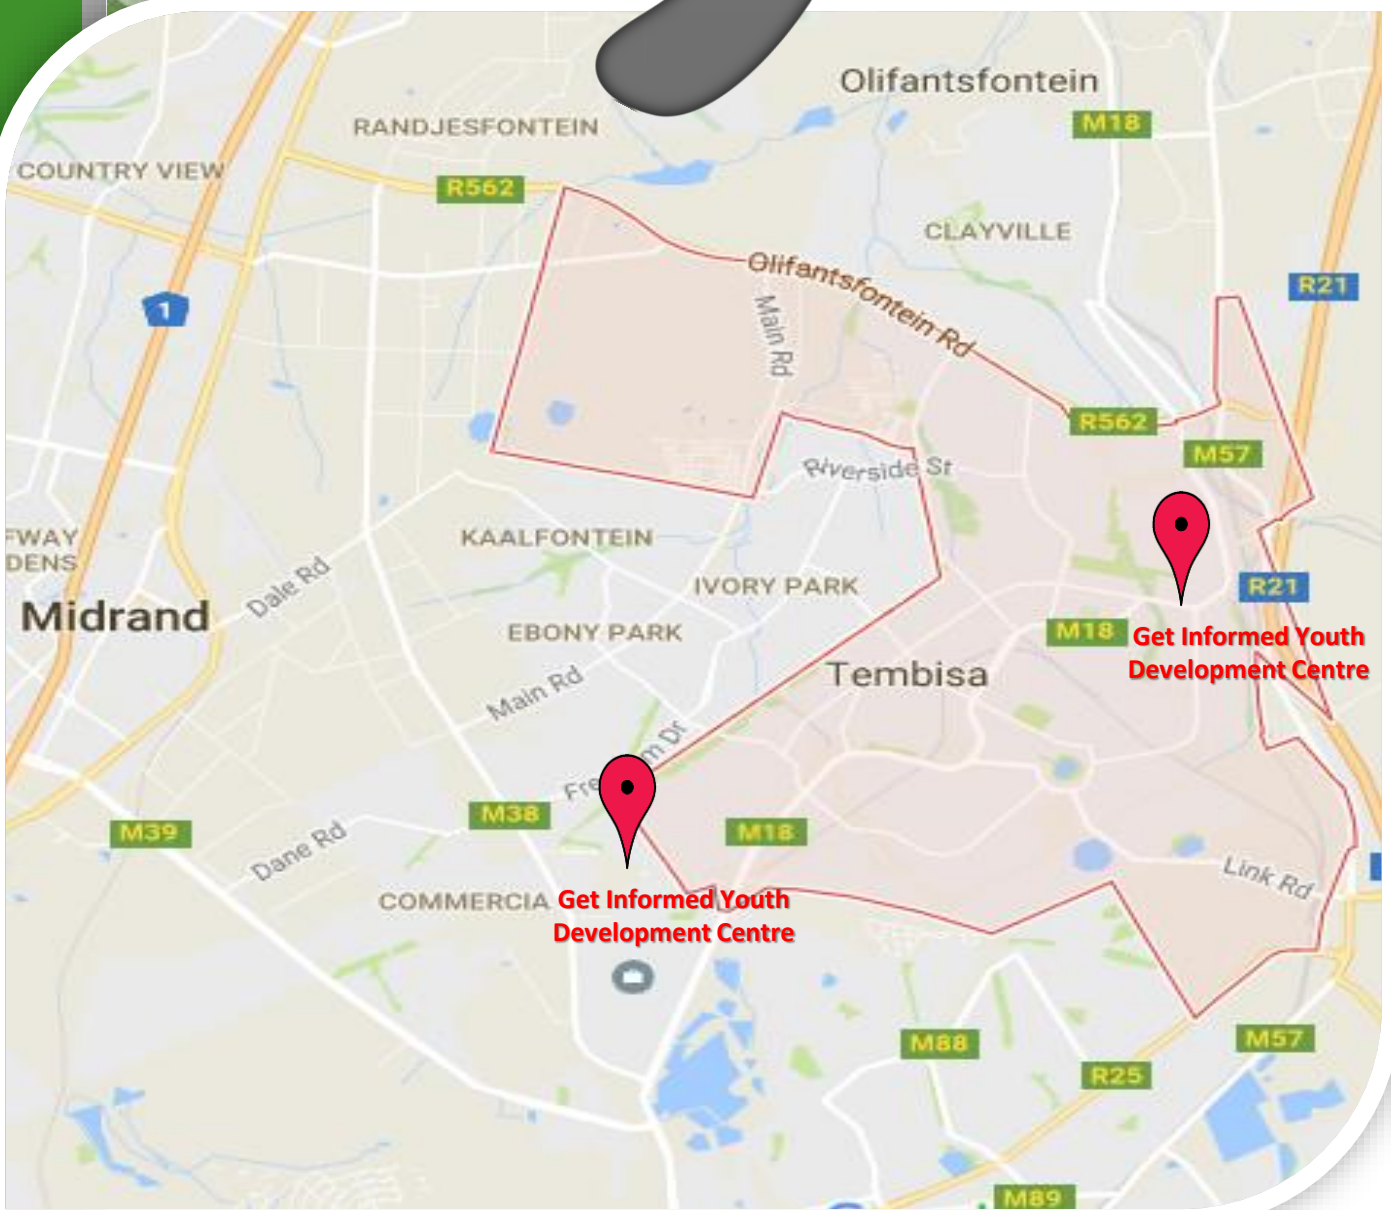 Olifantsfontein
RANDJESFONTEIN
M18
COUNTRY VIEW
R562
CLAYVILLE
Olifantsfontein Rd
R21
1
Main Rd
R562
M57
Riverside St
FWAY
DENS
KAALFONTEIN
IVORY PARK
R21
Dale Rd
Midrand
EBONY PARK
M18
Get Informed Youth
Development Centre
Tembisa
Main Rd
Fre m Dr
M38
M39
M18
Dane Rd
Link Rd
COMMERCIA
Get Informed Youth
Development Centre
M88
M57
R25
M89